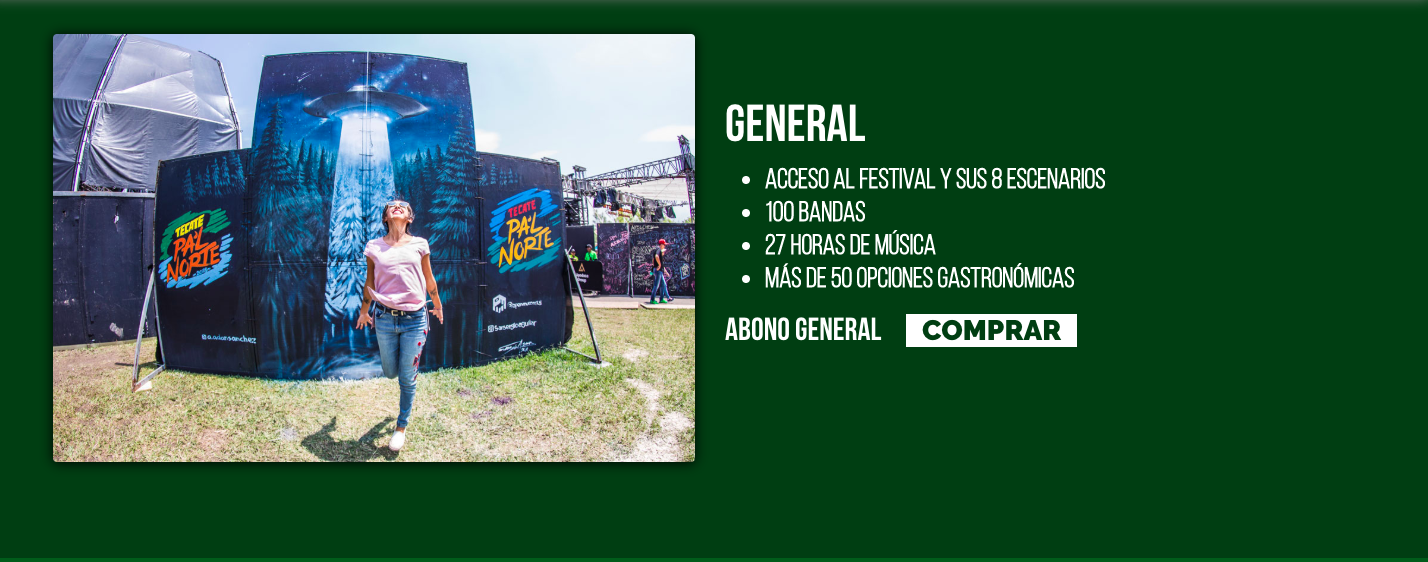 TECATE
PA'L
NORTE
TECATE
PA'L
NORTE
GENERAL
ACCESO AL FESTIVAL Y SUS 8 ESCENARIOS
100 BANDAS
27 HORAS DE MÚSICA
MÁS DE 50 OPCIONES GASTRONÓMICAS
ABONO GENERAL
COMPRAR